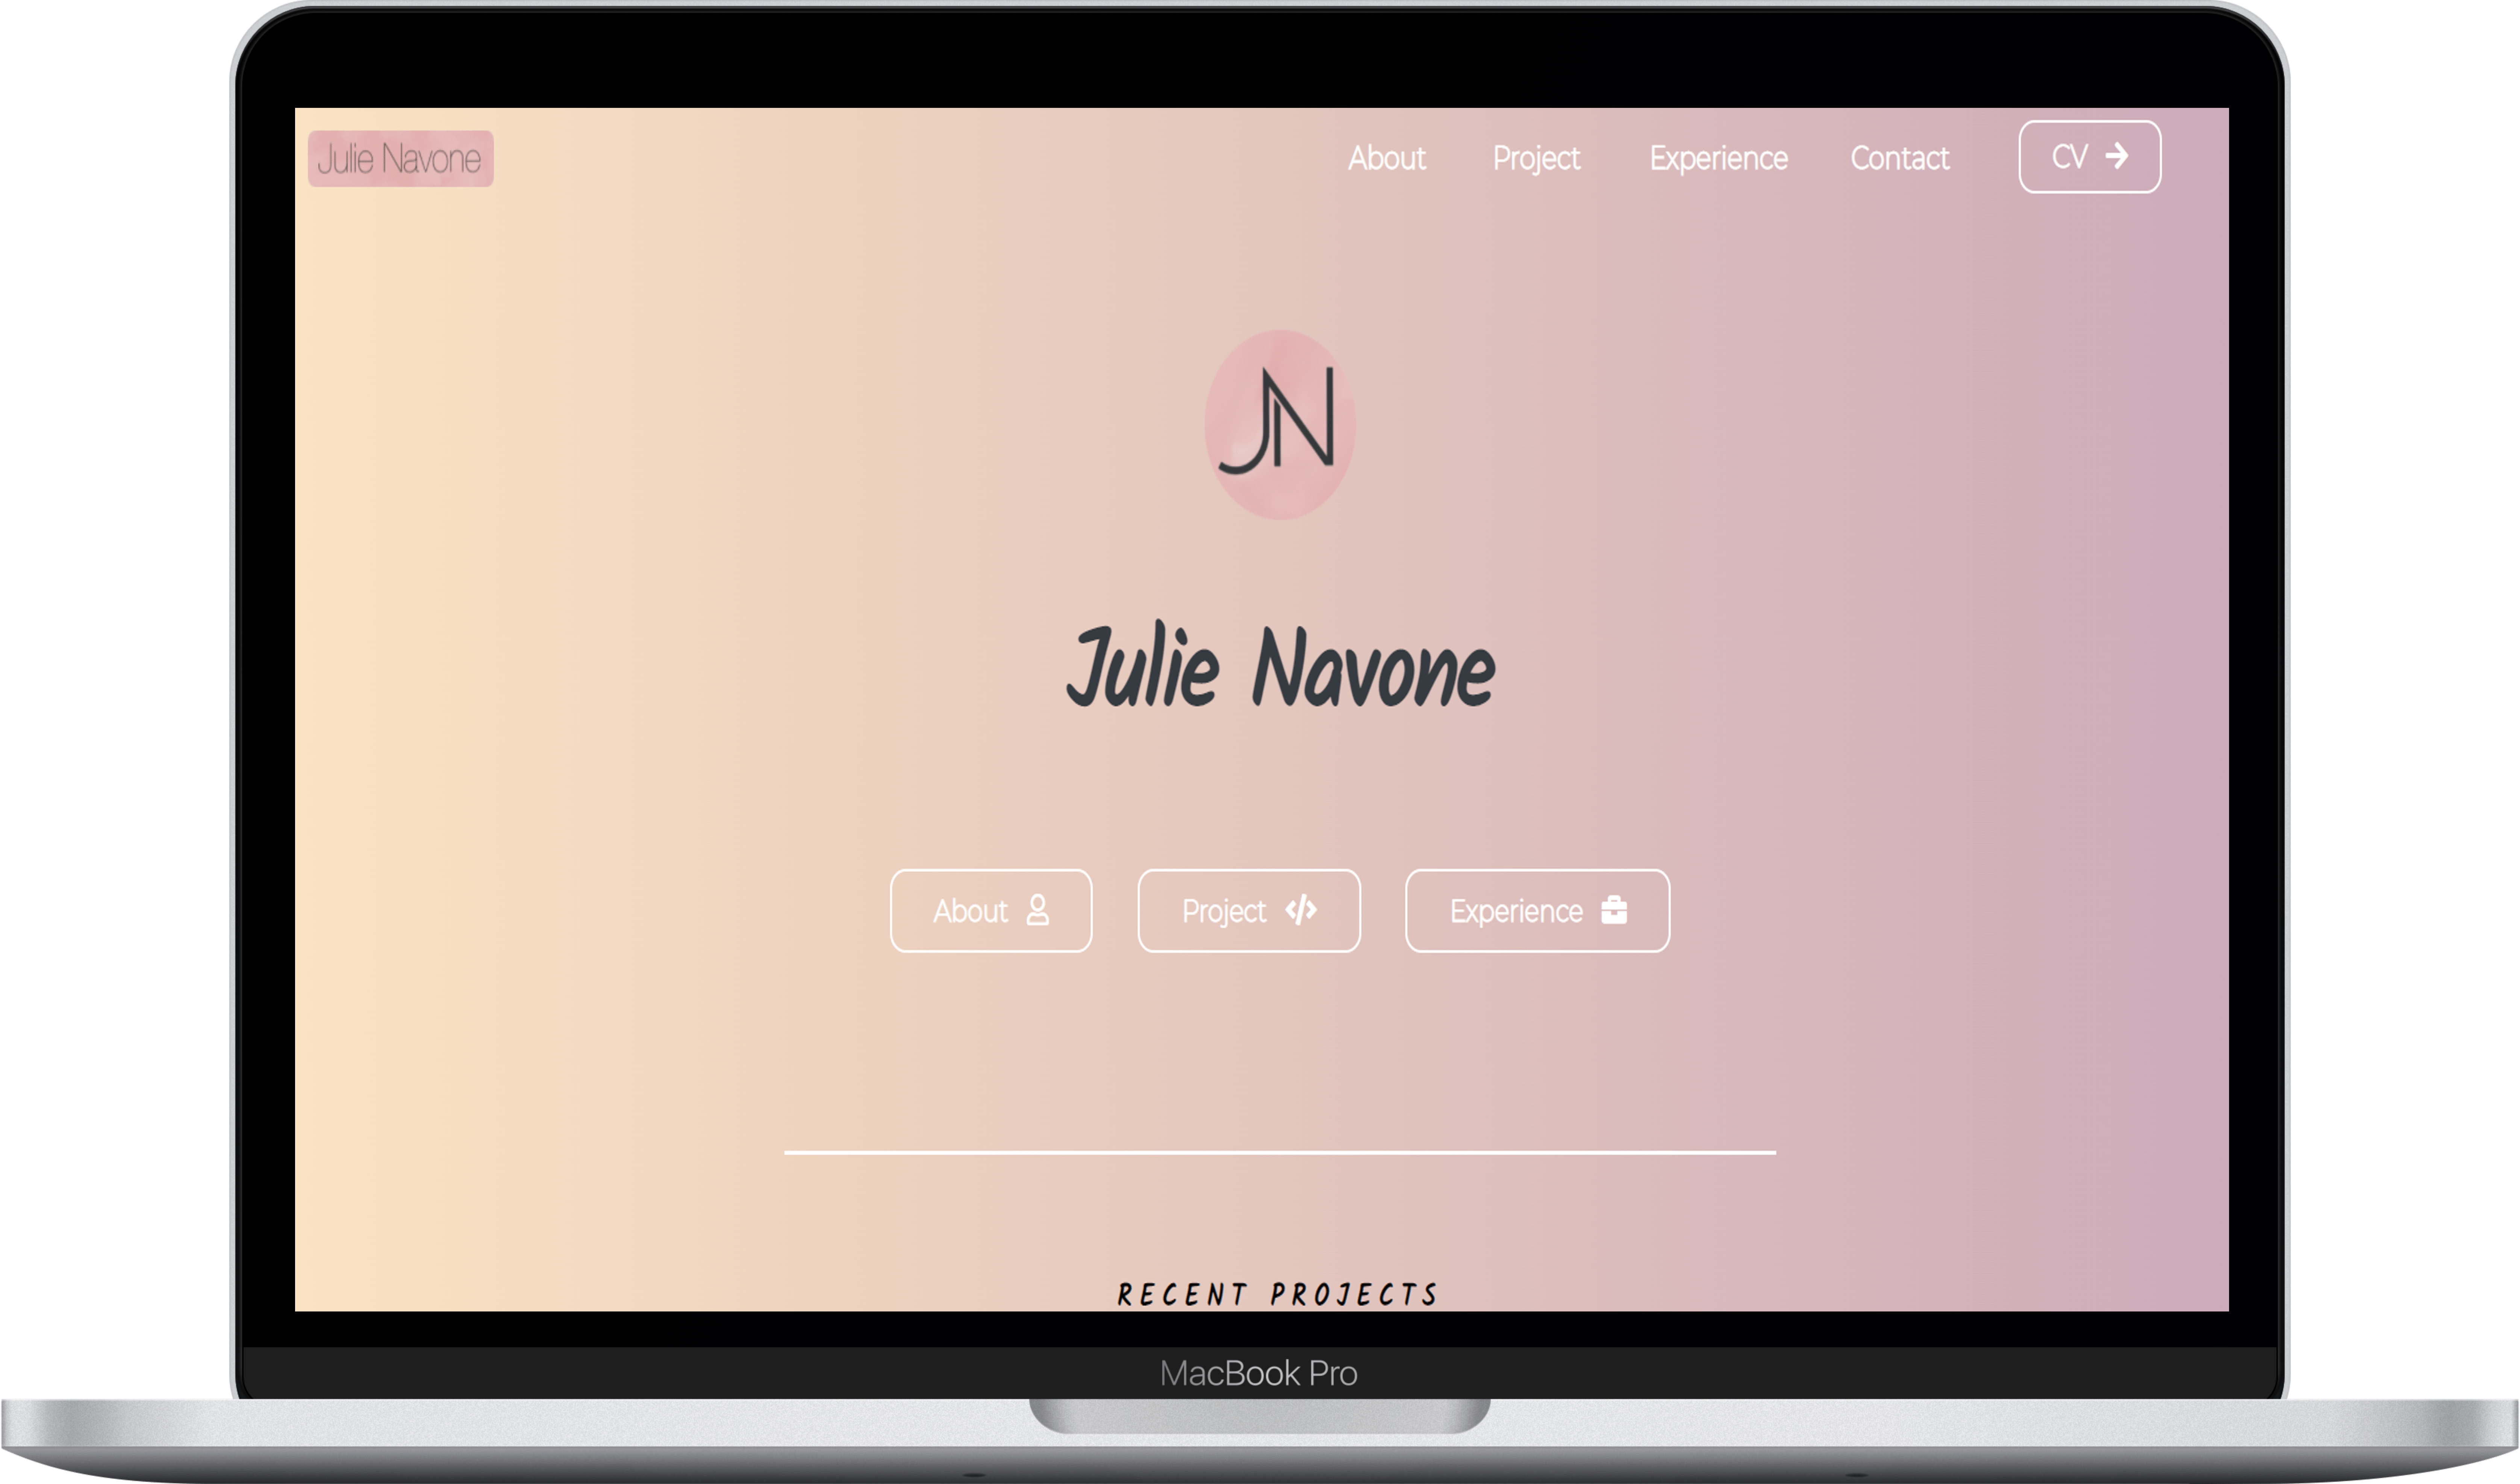 Julie Navone
About Project Experience Contact CV
JN
Julie Navone
About Project Experience
RECENT PROJECTS
MacBook Pro